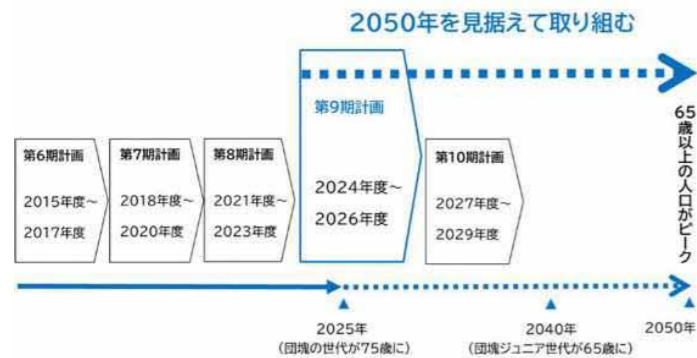 2050年を見据えて取り組む
第6期計画
2015年度～
2017年度
第7期計画
2018年度～
2020年度
第8期計画
2021年度～
2023年度
第9期計画
2024年度～
2026年度
第10期計画
2027年度～
2029年度
65歳以上の人口がピーク
2025年
(団塊の世代が75歳に)
2040年
(団塊ジュニア世代が65歳に)
2050年